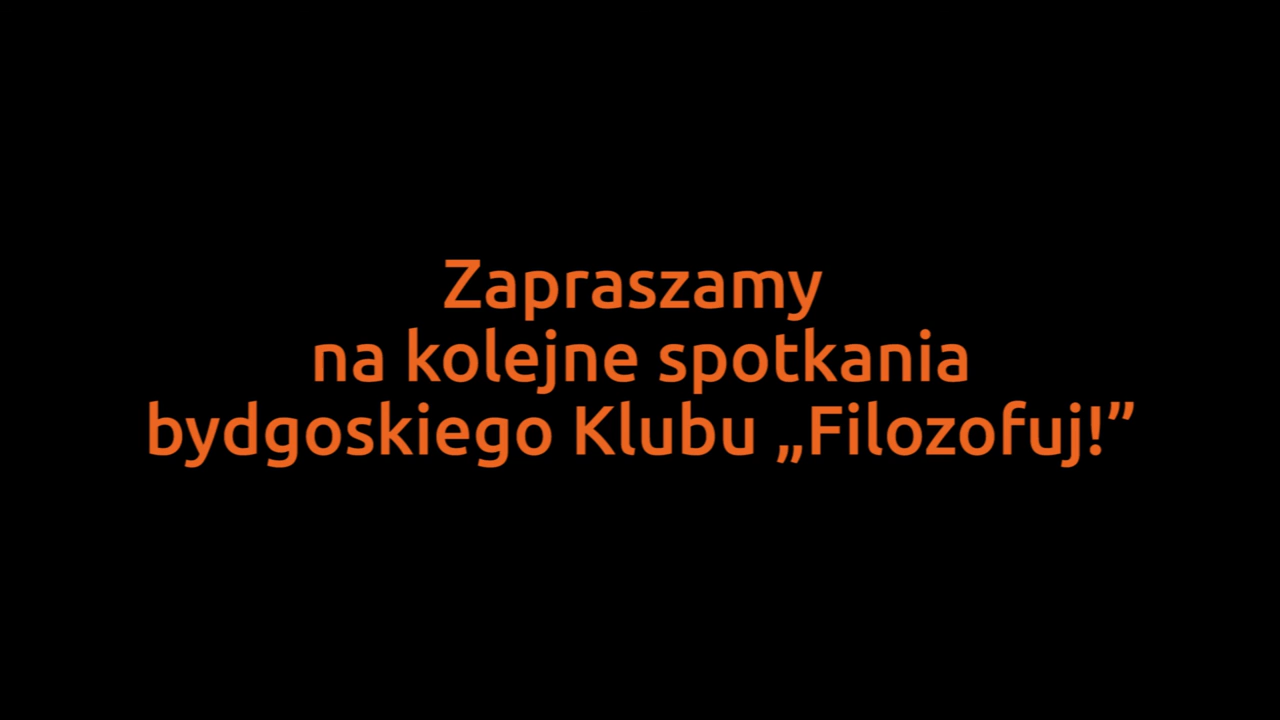 Zapraszamy
na kolejne spotkania
bydgoskiego Klubu „Filozofuj!”